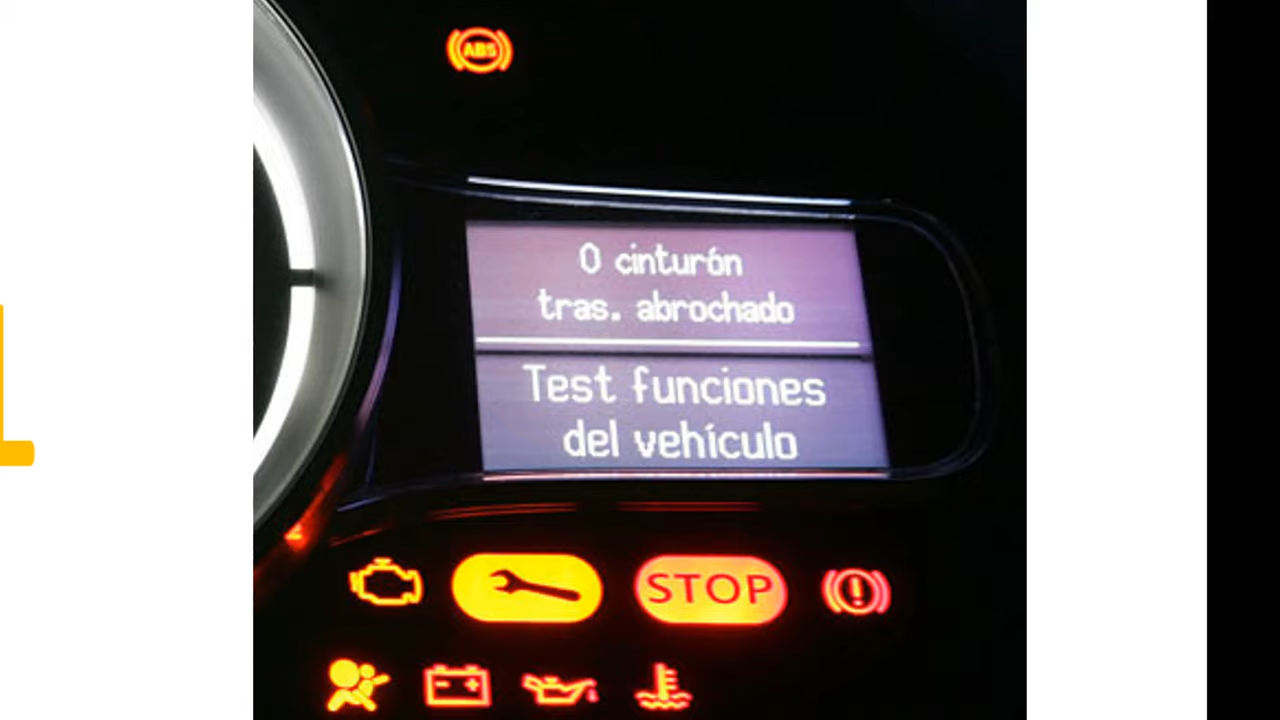 ABS
0 cinturón
tras. abrochado
Test funciones
del vehículo
STOP